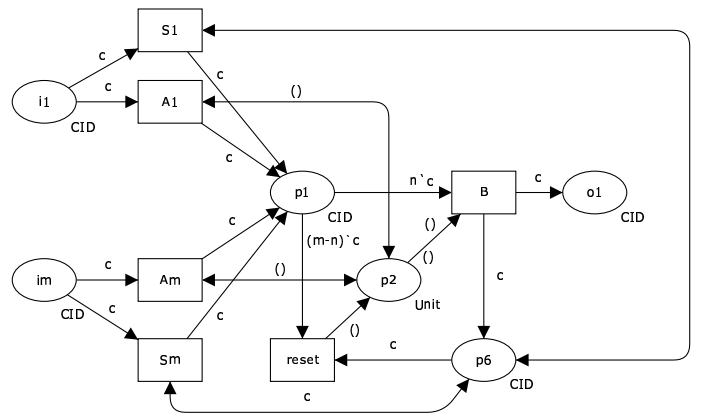 S1
c
c
i1
c
A1
()
CID
c
p1
n`c
B
c
o1
CID
CID
c
(m-n)`c
()
()
im
c
Am
()
p2
CID
c
Unit
c
c
()
Sm
reset
c
p6
CID
c